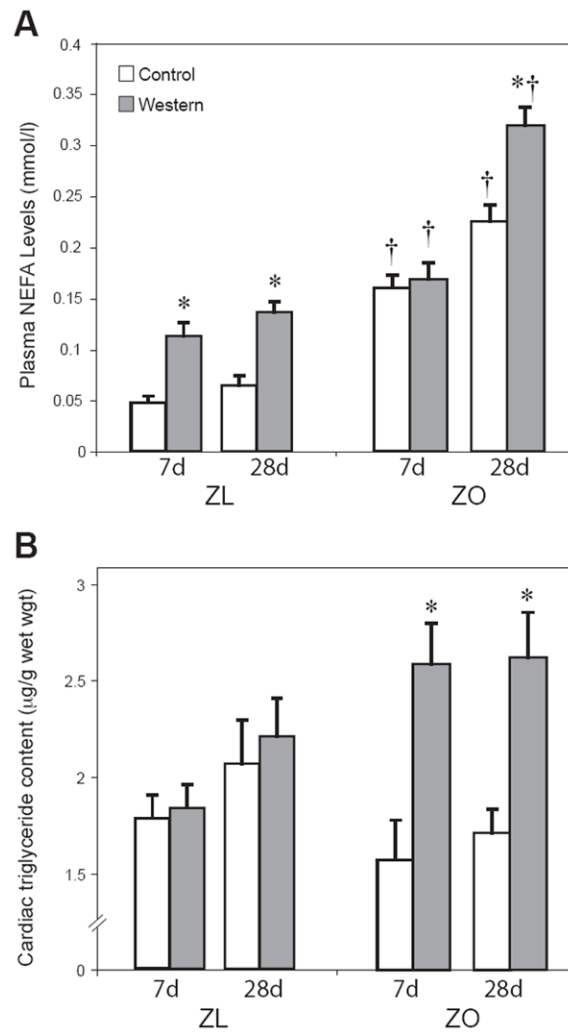 A
Plasma NEFA Levels (mmol/l)
0.4
0.35
0.3
0.25
0.2
0.15
0.1
0.05
0
Control
Western
*
*
†
†
†
*†
7d
28d
7d
28d
ZL
ZO
B
Cardiac triglyceride content (µg/g wet wgt)
3
2.5
2
1.5
0
*
*
7d
28d
7d
28d
ZL
ZO